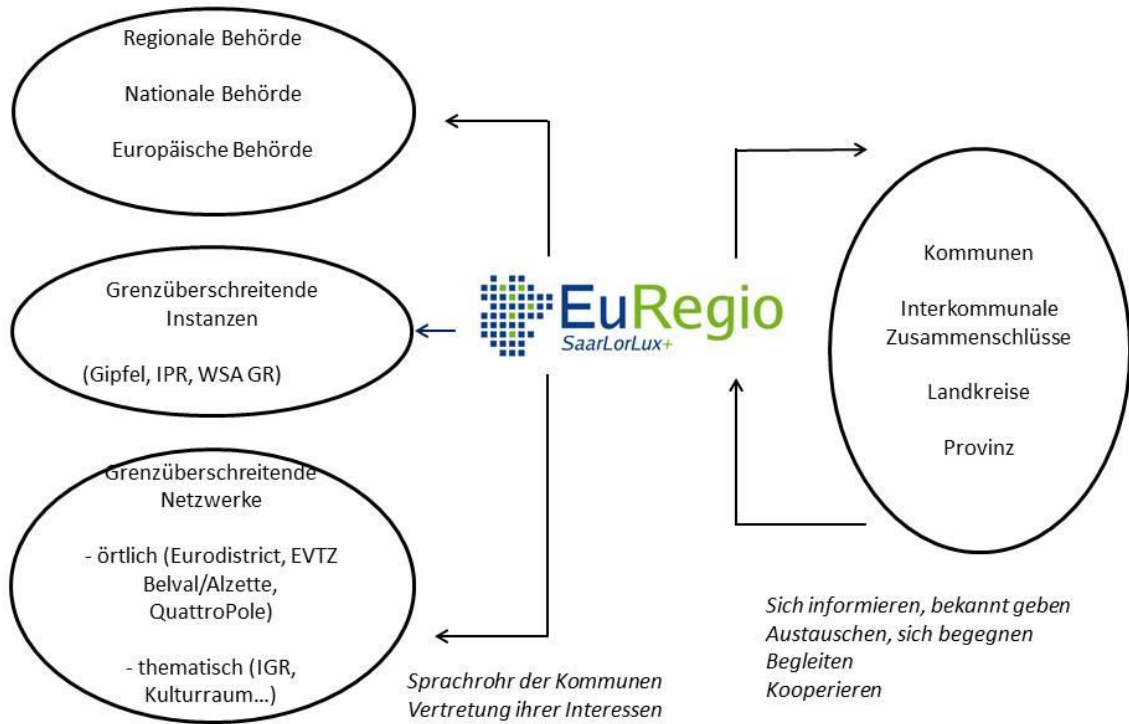 Regionale Behörde
Nationale Behörde
Europäische Behörde
Grenzüberschreitende
Instanzen
(Gipfel, IPR, WSA GR)
Grenzüberschreitende
Netzwerke
- örtlich (Eurodistrict, EVTZ
Belval/Alzette,
QuattroPole)
- thematisch (IGR,
Kulturraum...)
EuRegio
SaarLorLux+
Sprachrohr der Kommunen
Vertretung ihrer Interessen
Kommunen
Interkommunale
Zusammenschlüsse
Landkreise
Provinz
Sich informieren, bekannt geben
Austauschen, sich begegnen
Begleiten
Kooperieren